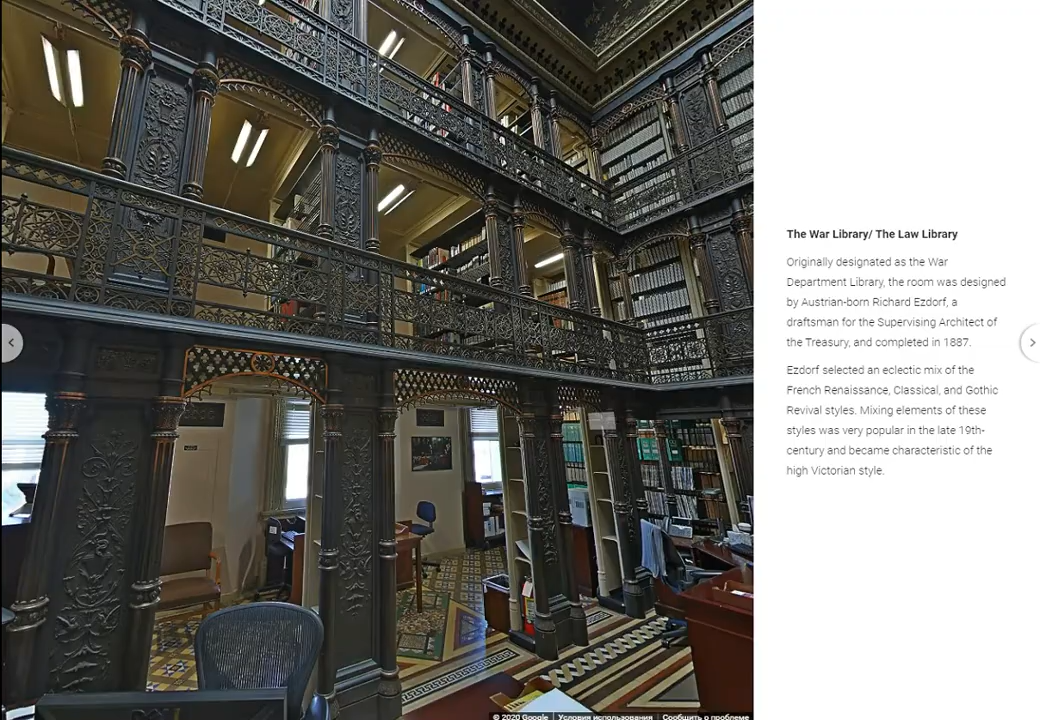 The War Library/ The Law Library
Originally designated as the War
Department Library, the room was designed
by Austrian-born Richard Ezdorf, a
draftsman for the Supervising Architect of
the Treasury, and completed in 1887.
Ezdorf selected an eclectic mix of the
French Renaissance, Classical, and Gothic
Revival styles. Mixing elements of these
styles was very popular in the late 19th-
century and became characteristic of the
high Victorian style.
© 2020 Google Условия использования Сообщить о проблеме